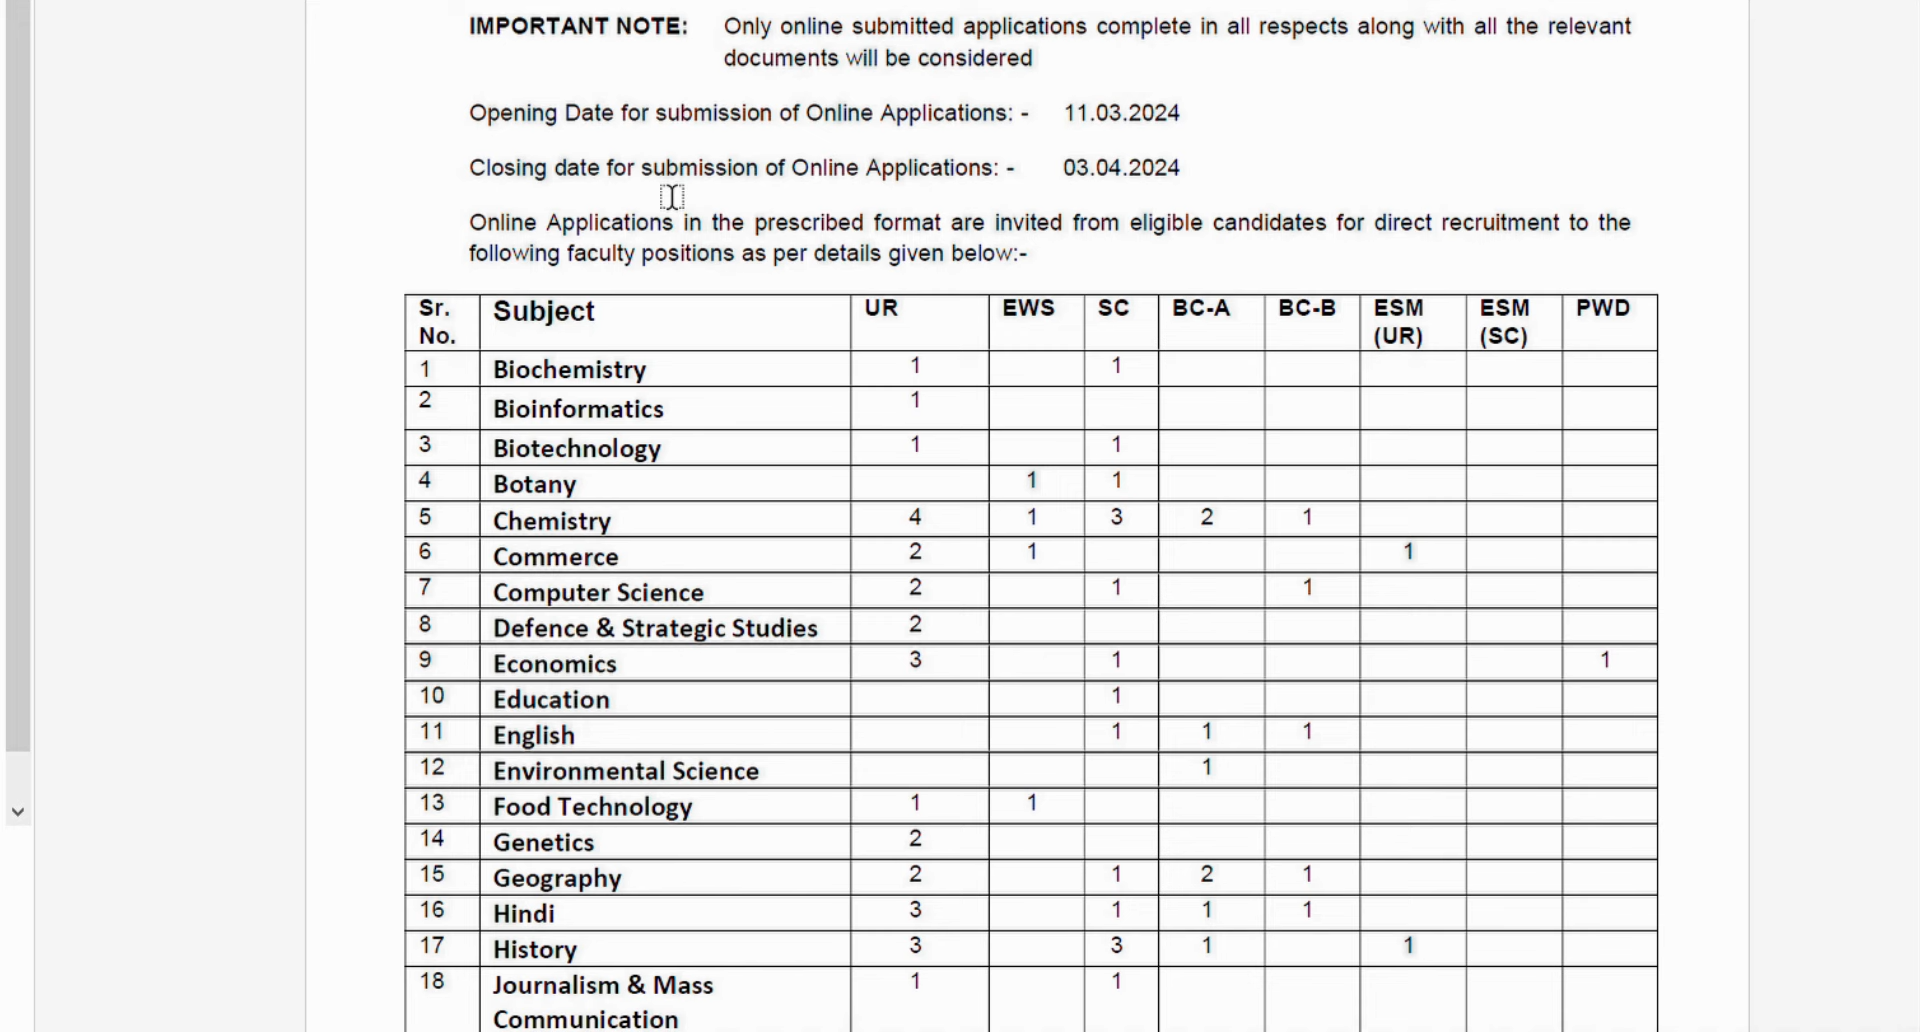 IMPORTANT NOTE: Only online submitted applications complete in all respects along with all the relevant
documents will be considered
Opening Date for submission of Online Applications: - 11.03.2024
Closing date for submission of Online Applications: - 03.04.2024
Online Applications in the prescribed format are invited from eligible candidates for direct recruitment to the
following faculty positions as per details given below:-
Sr. No. Subject UR EWS SC BC-A BC-B ESM (UR) ESM (SC) PWD
1 Biochemistry 1 1
2 Bioinformatics 1
3 Biotechnology 1 1
4 Botany 1 1
5 Chemistry 4 1 3 2 1
6 Commerce 2 1 1
7 Computer Science 2 1 1
8 Defence & Strategic Studies 2
9 Economics 3 1 1
10 Education 1
11 English 1 1 1
12 Environmental Science 1
13 Food Technology 1 1
14 Genetics 2
15 Geography 2 1 2 1
16 Hindi 3 1 1 1
17 History 3 3 1 1
18 Journalism & Mass 1 1
Communication